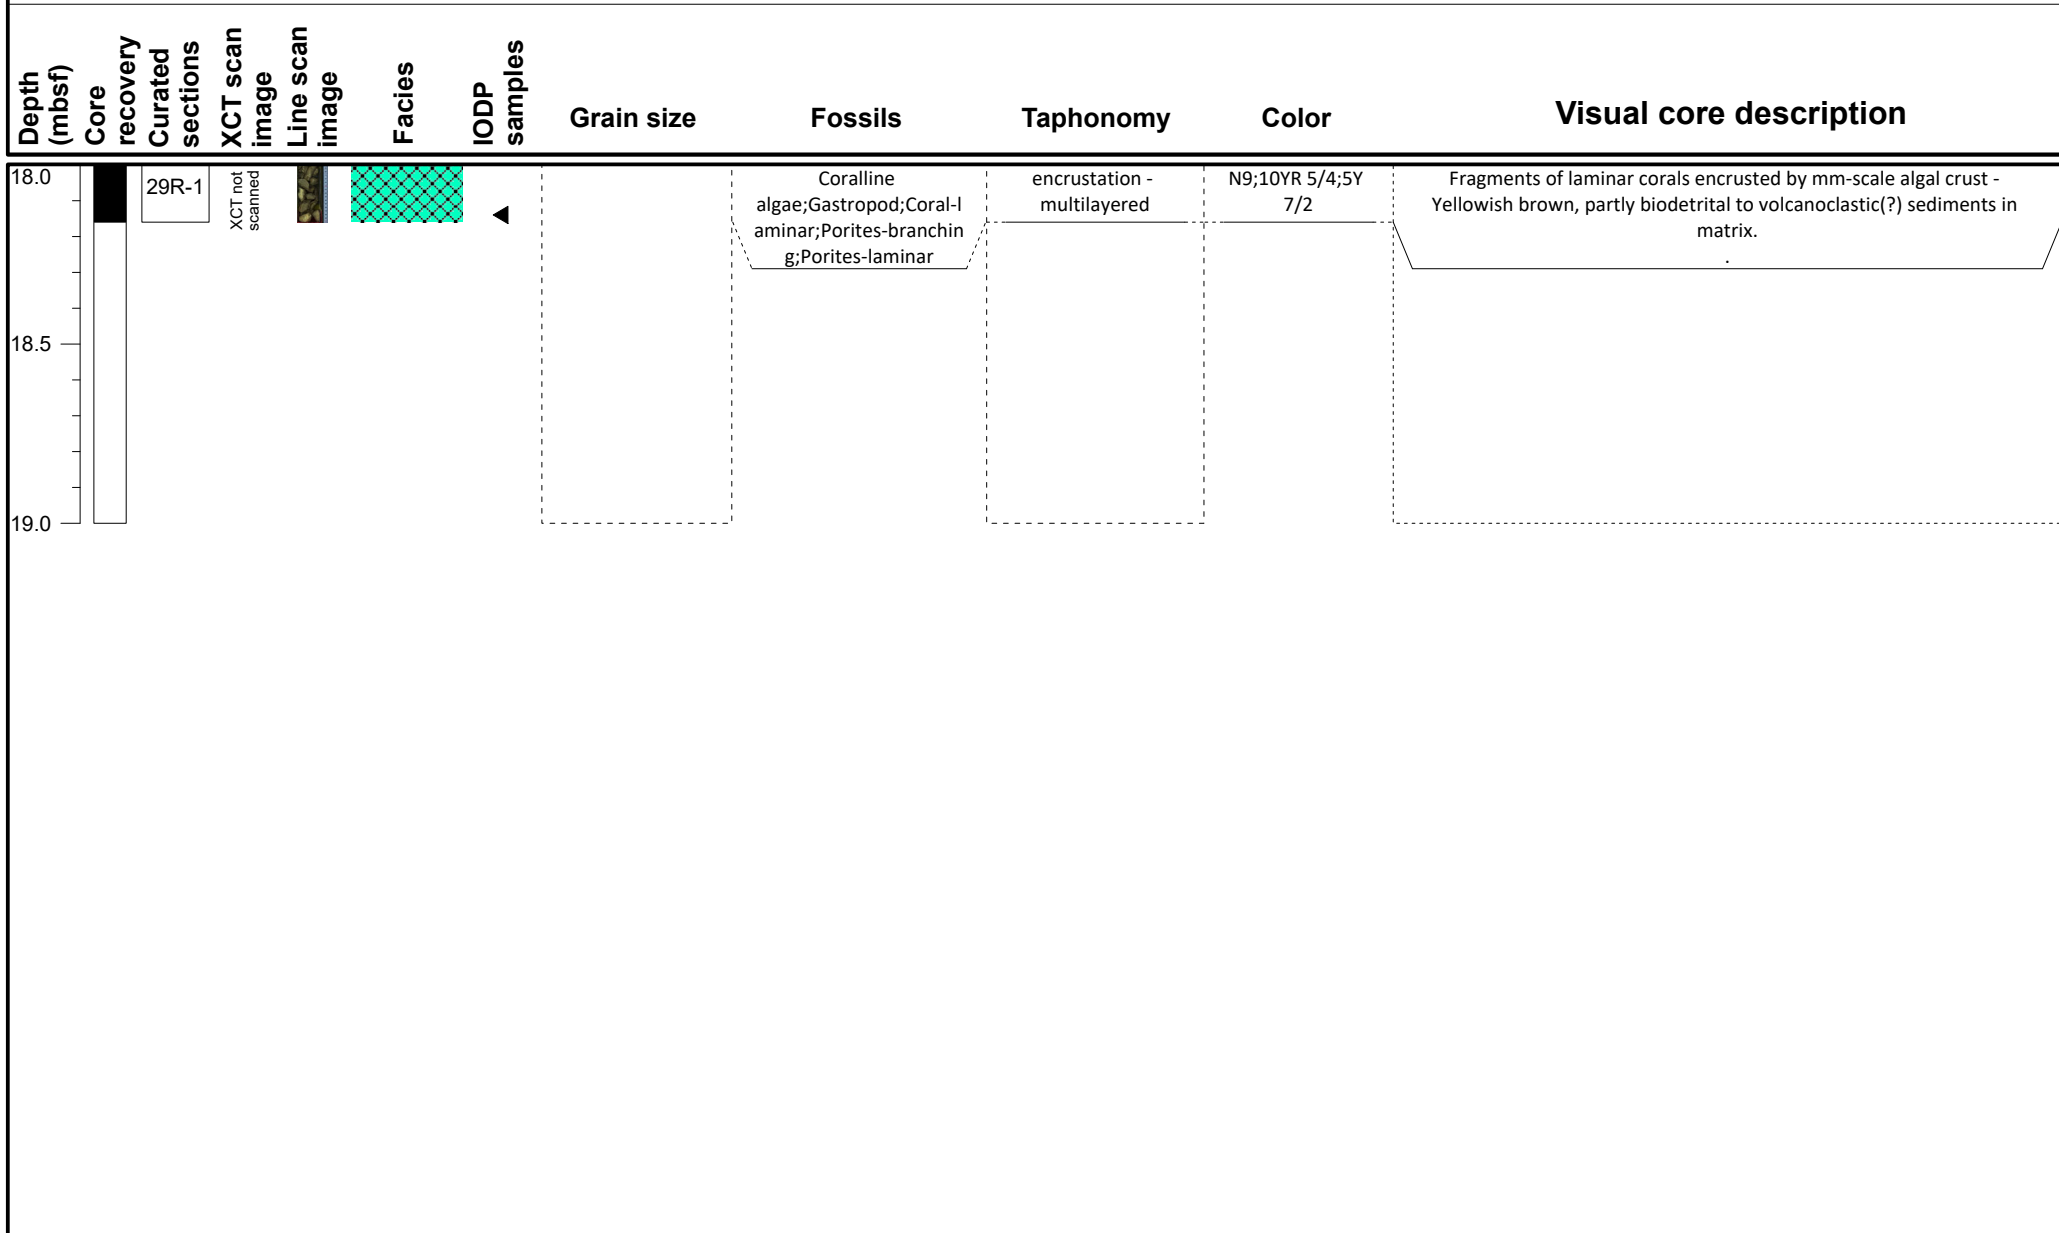 Depth
(mbsf)
Core
recovery
Curated
sections
XCT scan
image
Line scan
image
Facies
IODP
samples
Grain size
Fossils
Taphonomy
Color
Visual core description
18.0
29R-1
XCT not
scanned
Coralline
algae;Gastropod;Coral-l
aminar;Porites-branchin
g;Porites-laminar
encrustation -
multilayered
N9;10YR 5/4;5Y
7/2
Fragments of laminar corals encrusted by mm-scale algal crust -
Yellowish brown, partly biodetrital to volcanoclastic(?) sediments in
matrix.
.
18.5
19.0